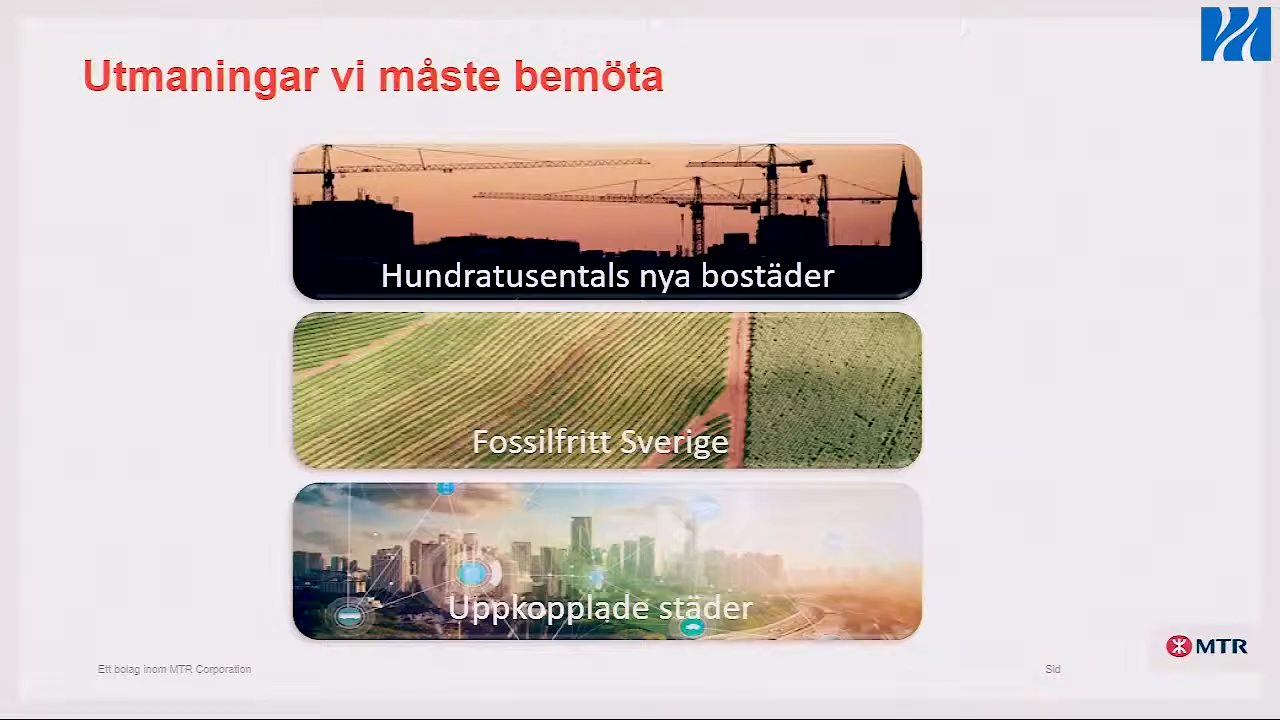 Utmaningar vi måste bemöta
Hundratusentals nya bostäder
Fossilfritt Sverige
Uppkopplade städer
Ett bolag inom MTR Corporation
Sid
MTR